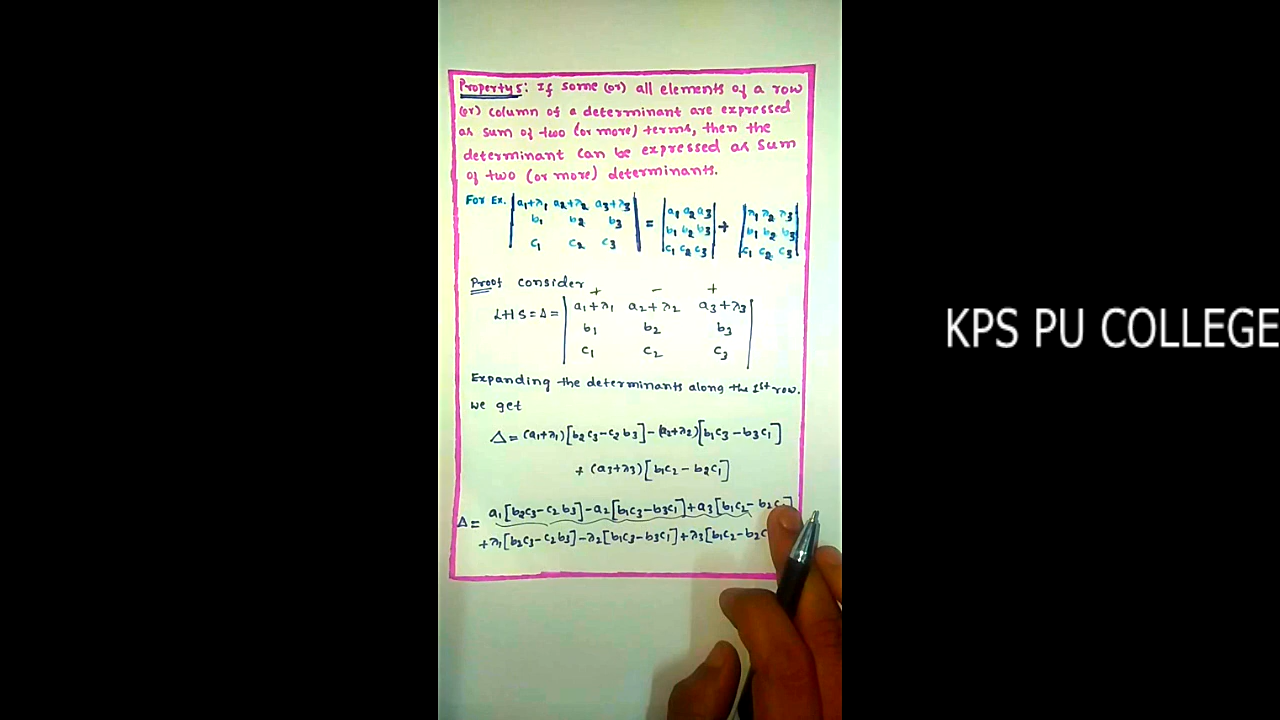 Property 5: If some (or) all elements of a row
(or) column of a determinant are expressed
as sum of two (or more) terms, then the
determinant can be expressed as sum
of two (or more) determinants.
For Ex. | a₁+λ₁ a₂+λ₂ a₃+λ₃ | = | a₁ a₂ a₃ | + | λ₁ λ₂ λ₃ |
| b₁ b₂ b₃ | | b₁ b₂ b₃ | | b₁ b₂ b₃ |
| c₁ c₂ c₃ | | c₁ c₂ c₃ | | c₁ c₂ c₃ |
Proof consider
+ − +
LHS = Δ = | a₁+λ₁ a₂+λ₂ a₃+λ₃ |
| b₁ b₂ b₃ |
| c₁ c₂ c₃ |
Expanding the determinants along the 1st row.
we get
Δ = (a₁+λ₁)[b₂c₃−c₂b₃]−(a₂+λ₂)[b₁c₃−b₃c₁]
+ (a₃+λ₃)[b₁c₂−b₂c₁]
Δ = a₁[b₂c₃−c₂b₃]−a₂[b₁c₃−b₃c₁]+a₃[b₁c₂−b₂c₁]
+λ₁[b₂c₃−c₂b₃]−λ₂[b₁c₃−b₃c₁]+λ₃[b₁c₂−b₂c
KPS PU COLLEGE